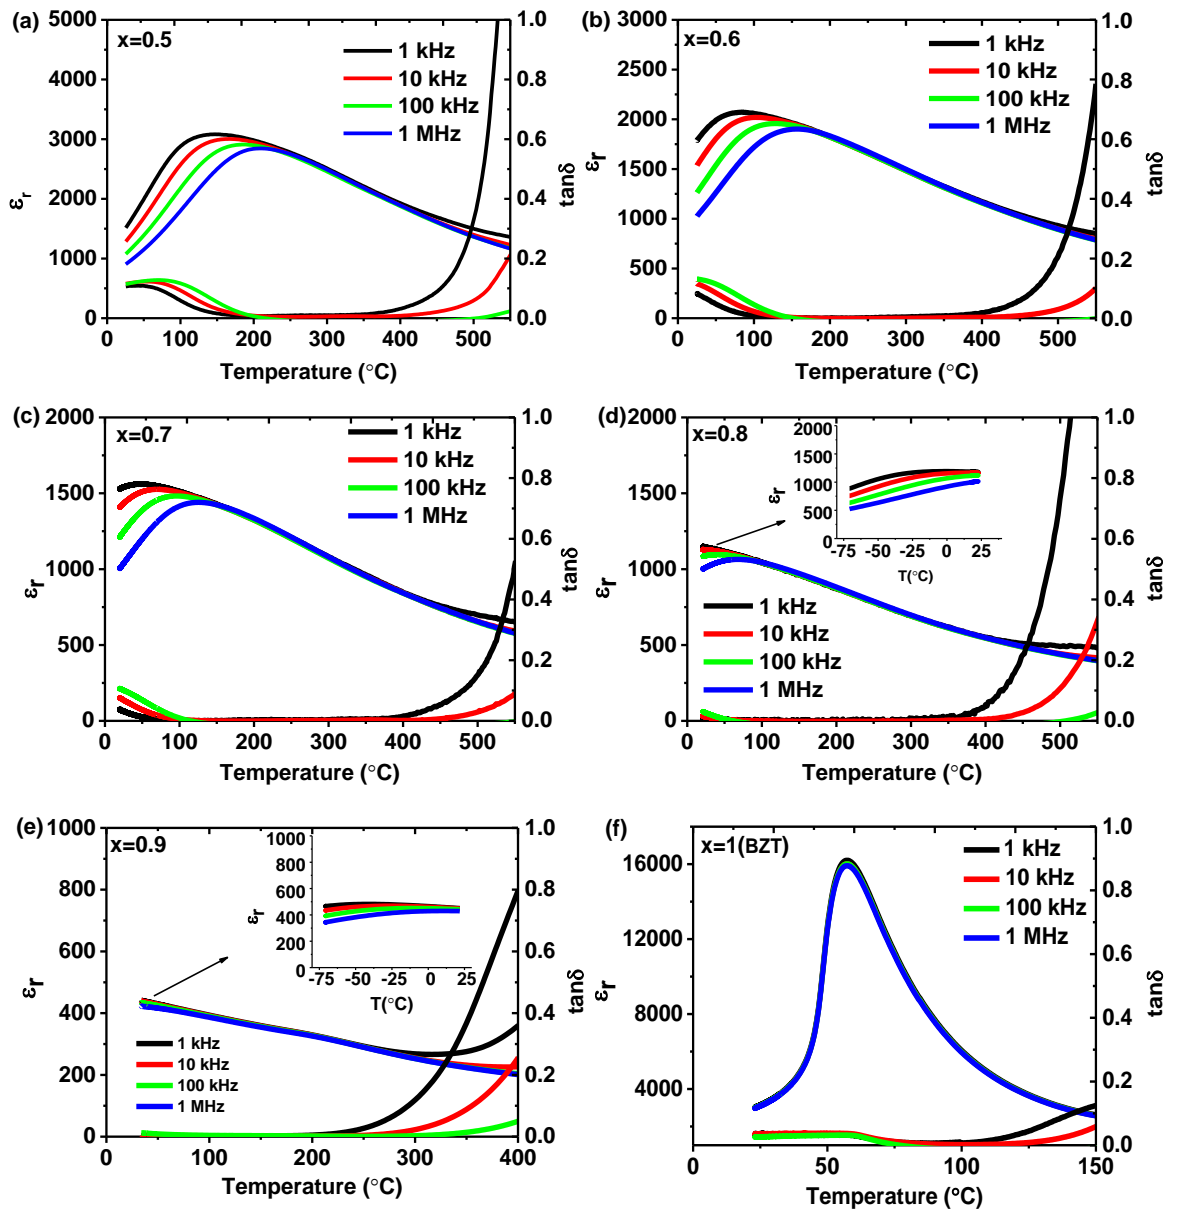 (a)
x=0.5
1 kHz
10 kHz
100 kHz
1 MHz
5000
4000
3000
2000
1000
0
1.0
0.8
0.6
0.4
0.2
0.0
0 100 200 300 400 500
εr
tanδ
Temperature (°C)
(b)
x=0.6
1 kHz
10 kHz
100 kHz
1 MHz
3000
2500
2000
1500
1000
500
0
1.0
0.8
0.6
0.4
0.2
0.0
0 100 200 300 400 500
εr
tanδ
Temperature (°C)
(c)
x=0.7
1 kHz
10 kHz
100 kHz
1 MHz
2000
1500
1000
500
0
1.0
0.8
0.6
0.4
0.2
0.0
0 100 200 300 400 500
εr
tanδ
Temperature (°C)
(d)
x=0.8
2000
1500
1000
500
0
-75 -50 -25 0 25
εr
T(°C)
1 kHz
10 kHz
100 kHz
1 MHz
2000
1500
1000
500
0
1.0
0.8
0.6
0.4
0.2
0.0
0 100 200 300 400 500
εr
tanδ
Temperature (°C)
(e)
x=0.9
1000
800
600
400
200
0
-75 -50 -25 0 25
εr
T(°C)
1 kHz
10 kHz
100 kHz
1 MHz
1000
800
600
400
200
0
1.0
0.8
0.6
0.4
0.2
0.0
0 100 200 300 400
εr
tanδ
Temperature (°C)
(f)
x=1(BZT)
1 kHz
10 kHz
100 kHz
1 MHz
16000
12000
8000
4000
1.0
0.8
0.6
0.4
0.2
0.0
0 50 100 150
εr
tanδ
Temperature (°C)